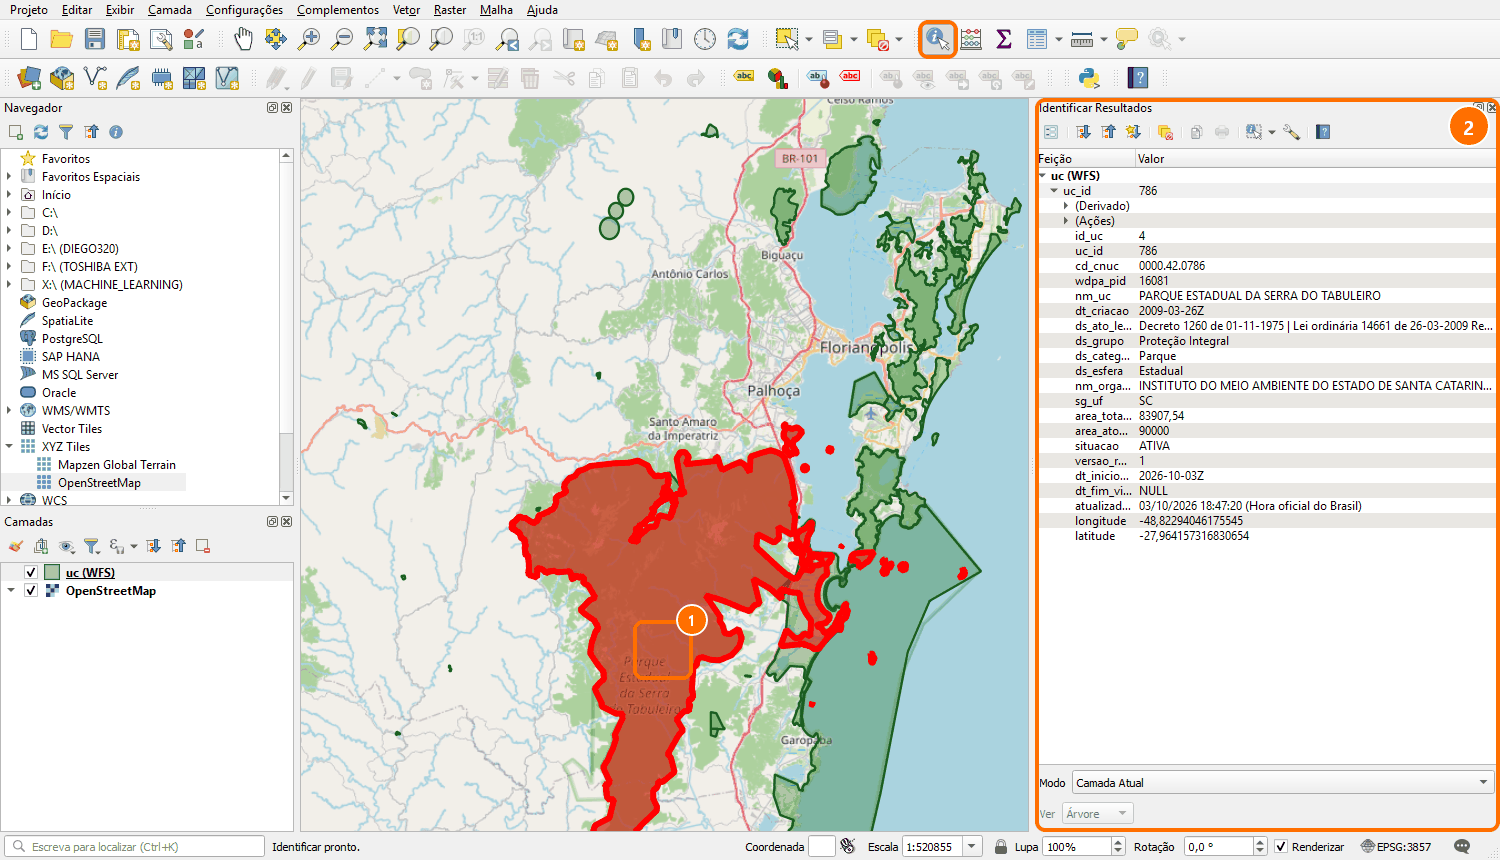 Projeto Editar Exibir Camada Configurações Complementos Vetor Raster Malha Ajuda
Navegador
Favoritos
Favoritos Espaciais
Início
C:\
D:\
E:\ (DIEGO320)
F:\ (TOSHIBA EXT)
X:\ (MACHINE_LEARNING)
GeoPackage
SpatiaLite
PostgreSQL
SAP HANA
MS SQL Server
Oracle
WMS/WMTS
Vector Tiles
XYZ Tiles
Mapzen Global Terrain
OpenStreetMap
WCS
Camadas
uc (WFS)
OpenStreetMap
Celso Ramos
BR-101
Biguaçu
Antônio Carlos
Florianópolis
Palhoça
Santo Amaro
da Imperatriz
1
Parque
Estadual
da Serra
do Tabuleiro
Garopaba
Identificar Resultados
2
Feição Valor
uc (WFS)
uc_id 786
(Derivado)
(Ações)
id_uc 4
uc_id 786
cd_cnuc 0000.42.0786
wdpa_pid 16081
nm_uc PARQUE ESTADUAL DA SERRA DO TABULEIRO
dt_criacao 2009-03-26Z
ds_ato_le... Decreto 1260 de 01-11-1975 | Lei ordinária 14661 de 26-03-2009 Re...
ds_grupo Proteção Integral
ds_categ... Parque
ds_esfera Estadual
nm_orga... INSTITUTO DO MEIO AMBIENTE DO ESTADO DE SANTA CATARIN...
sg_uf SC
area_tota... 83907,54
area_ato... 90000
situacao ATIVA
versao_r... 1
dt_inicio... 2026-10-03Z
dt_fim_vi... NULL
atualizad... 03/10/2026 18:47:20 (Hora oficial do Brasil)
longitude -48,82294046175545
latitude -27,964157316830654
Modo Camada Atual
Ver Árvore
Escreva para localizar (Ctrl+K) Identificar pronto. Coordenada Escala 1:520855 Lupa 100% Rotação 0,0 ° Renderizar EPSG:3857